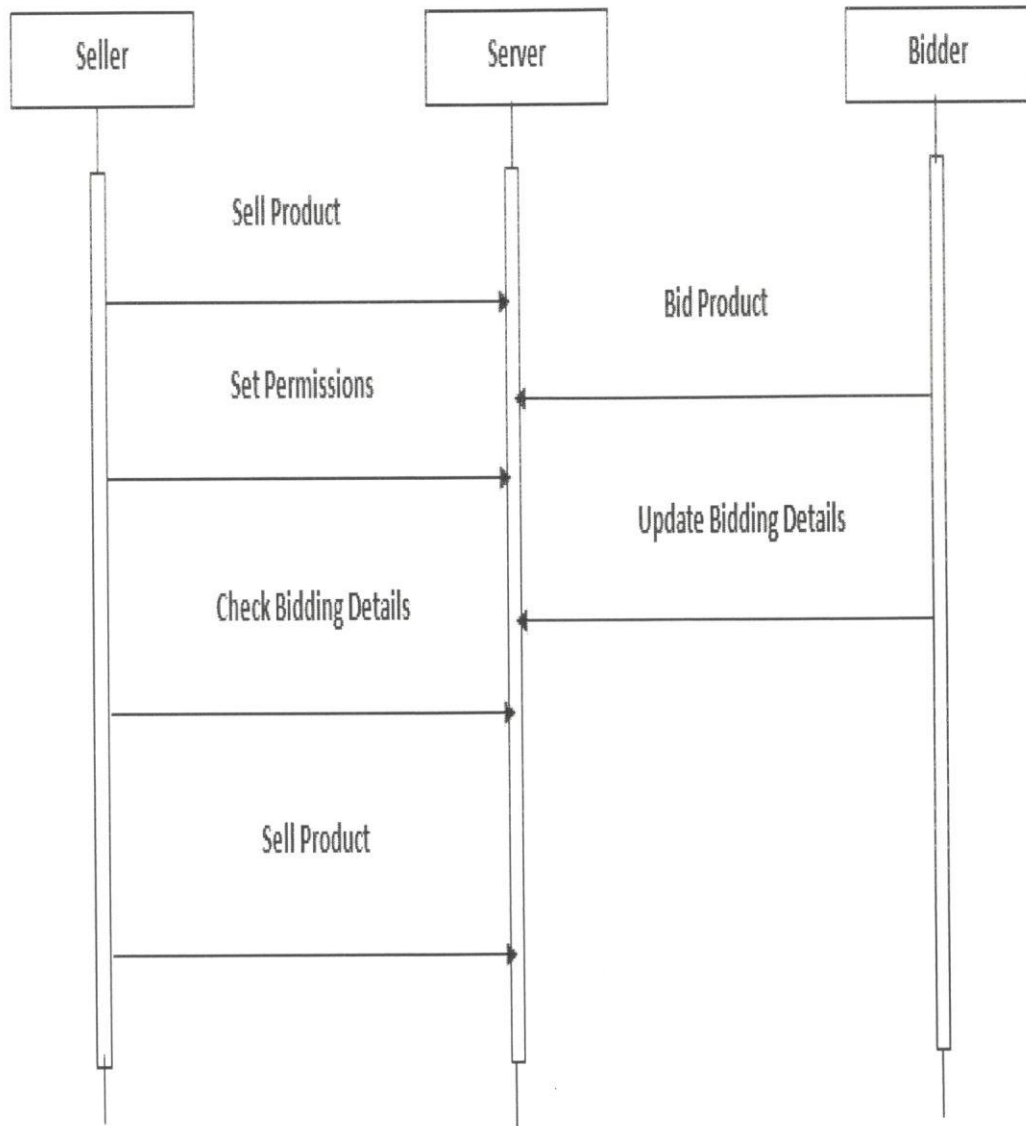 Seller
Server
Bidder
Sell Product
Bid Product
Set Permissions
Update Bidding Details
Check Bidding Details
Sell Product